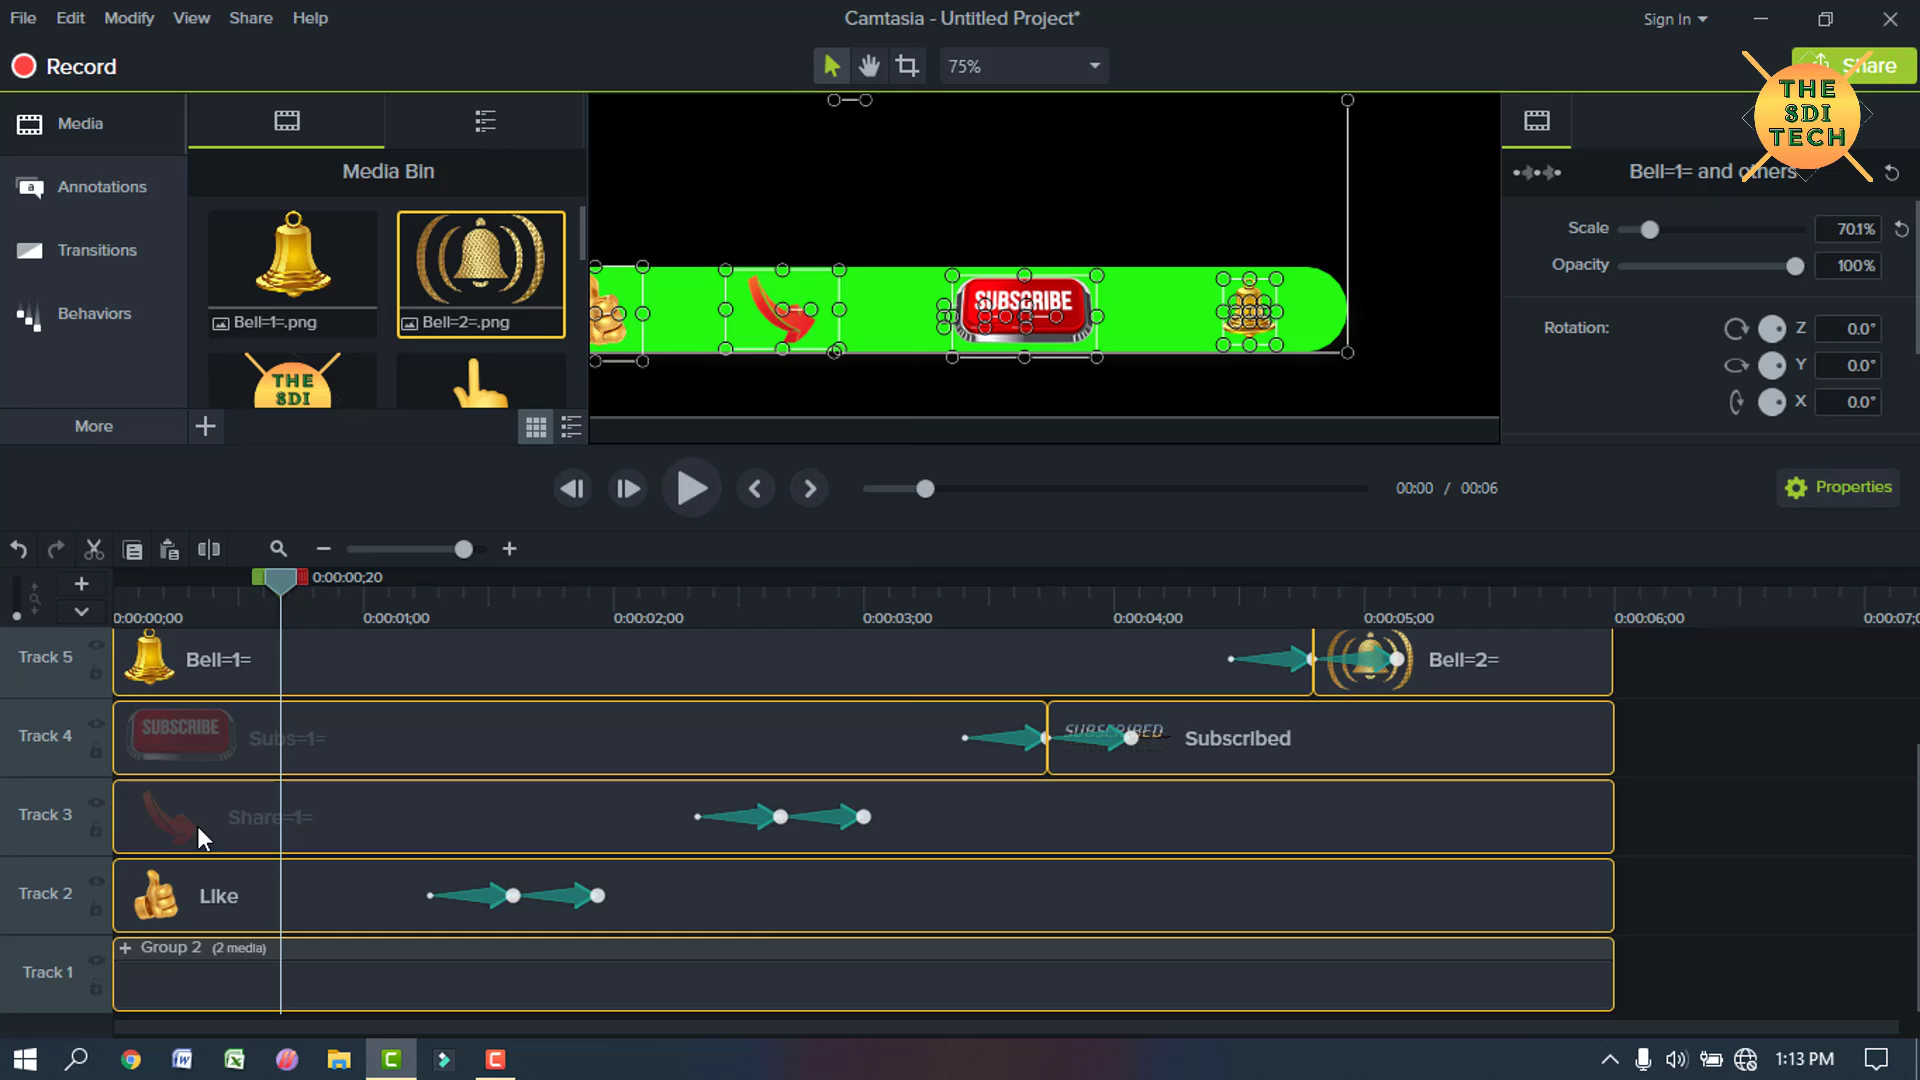 File Edit Modify View Share Help
Camtasia - Untitled Project*
Sign In
Record
75%
Share
THE
SDI
TECH
Media
Annotations
Transitions
Behaviors
More
Media Bin
Bell=1=.png
Bell=2=.png
THE
SDI
SUBSCRIBE
Bell=1= and others
Scale 70.1%
Opacity 100%
Rotation: Z 0.0°
Y 0.0°
X 0.0°
00:00 / 00:06
Properties
0:00:00;20
0:00:00;00 0:00:01;00 0:00:02;00 0:00:03;00 0:00:04;00 0:00:05;00 0:00:06;00 0:00:07;0
Track 5 Bell=1= Bell=2=
Track 4 SUBSCRIBE Subs=1= SUBSCRIBED Subscribed
Track 3 Share=1=
Track 2 Like
Track 1 + Group 2 (2 media)
1:13 PM